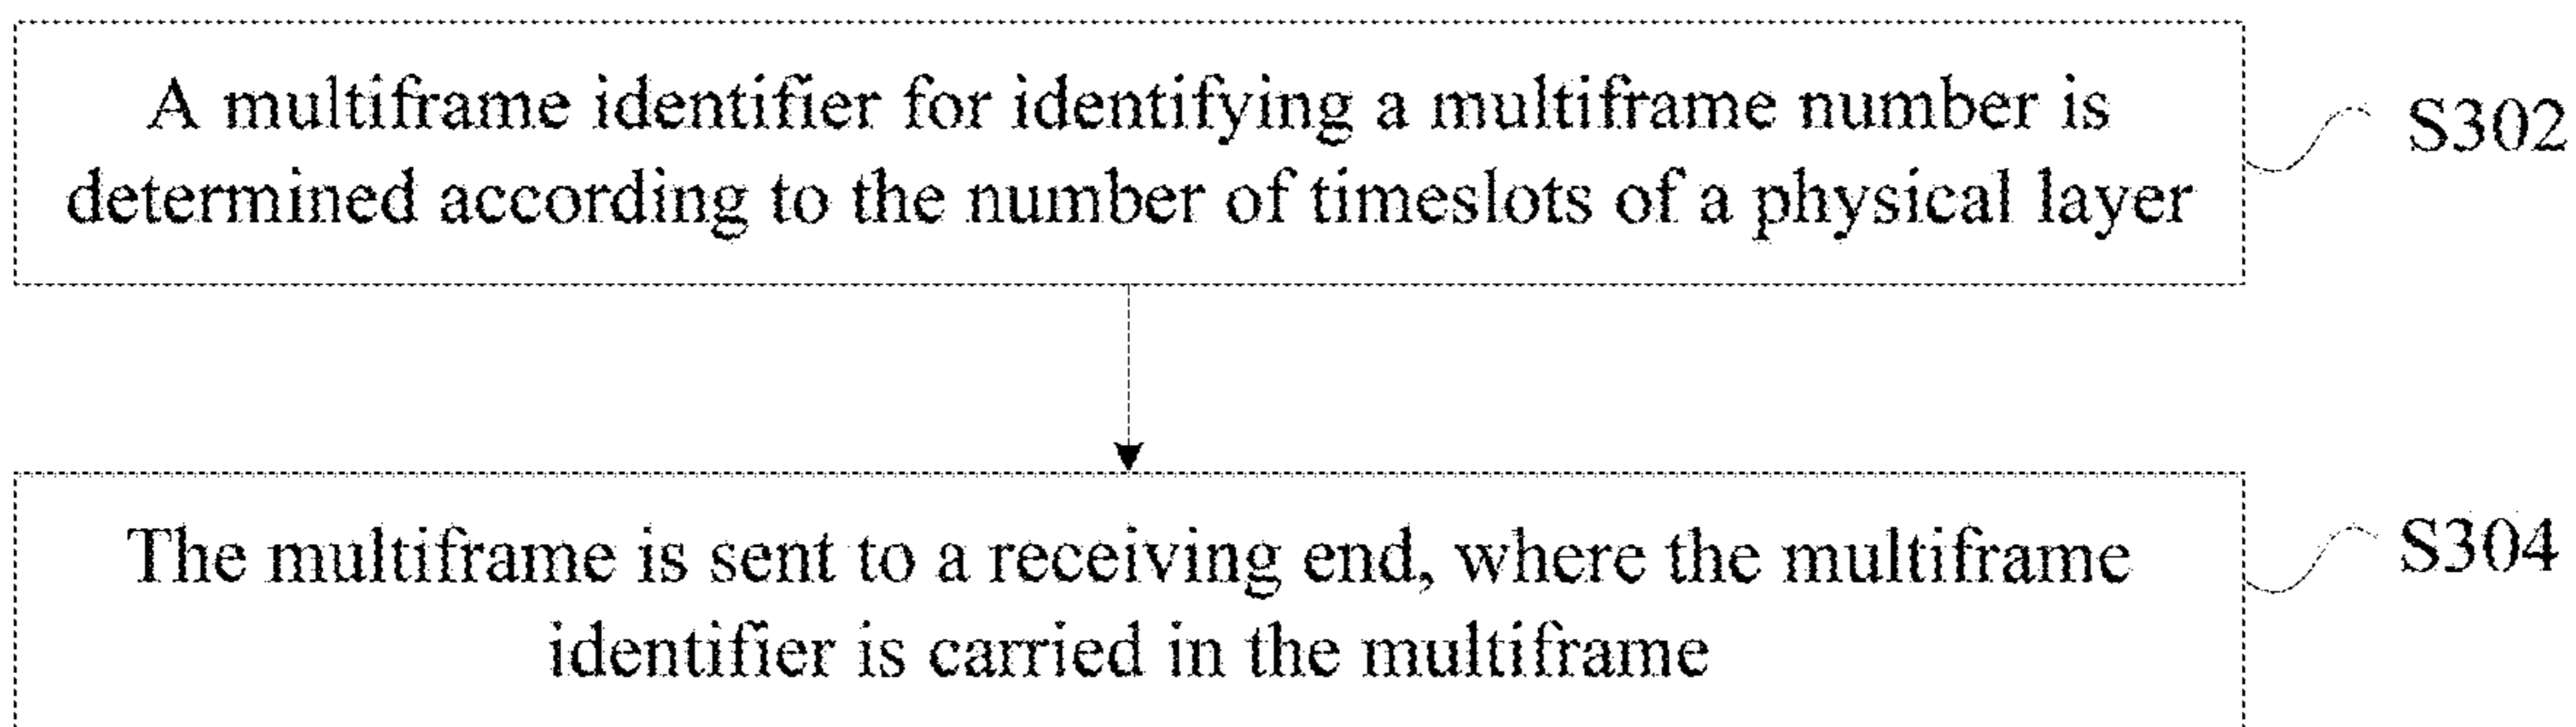 A multiframe identifier for identifying a multiframe number is
determined according to the number of timeslots of a physical layer
S302
The multiframe is sent to a receiving end, where the multiframe
identifier is carried in the multiframe
S304